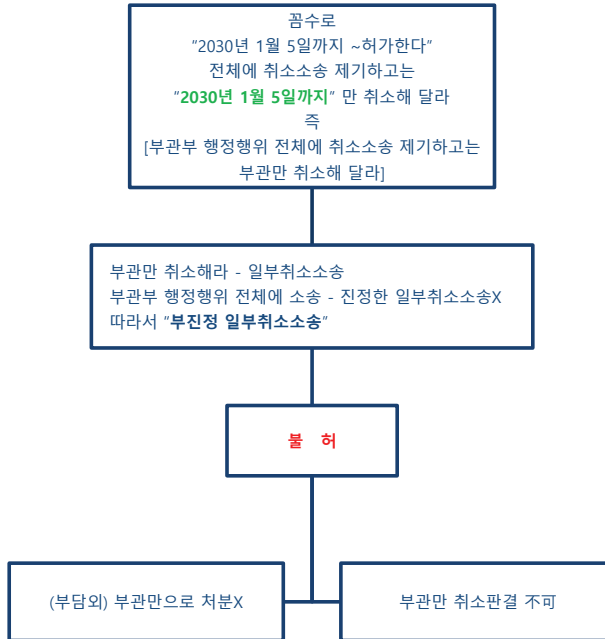 꼼수로
“2030년 1월 5일까지 ~허가한다”
전체에 취소소송 제기하고는
“2030년 1월 5일까지” 만 취소해 달라
즉
[부관부 행정행위 전체에 취소소송 제기하고는
부관만 취소해 달라]
부관만 취소해라 - 일부취소소송
부관부 행정행위 전체에 소송 - 진정한 일부취소소송X
따라서 “부진정 일부취소소송”
불 허
(부담외) 부관만으로 처분X
부관만 취소판결 不可